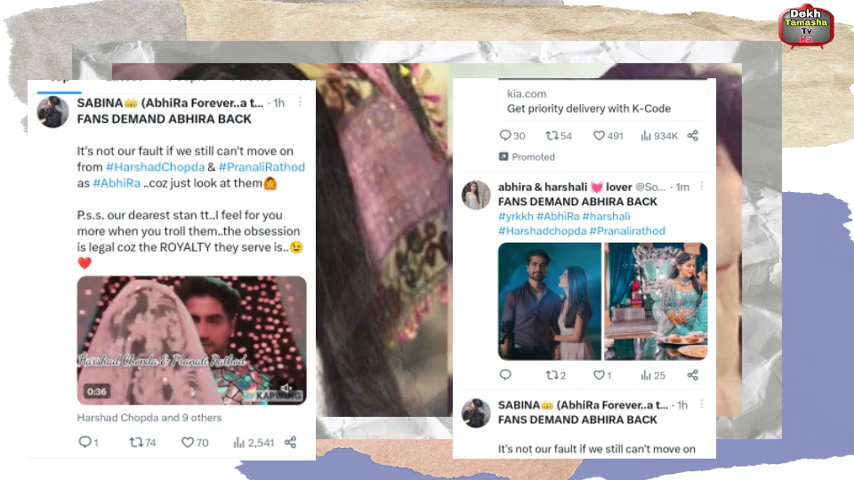 Dekh
Tamasha
Tv
Top
SABINA👑 (AbhiRa Forever..a t... · 1h
FANS DEMAND ABHIRA BACK
It's not our fault if we still can't move on
from #HarshadChopda & #PranaliRathod
as #AbhiRa ..coz just look at them🙆
P.s.s. our dearest stan tt..I feel for you
more when you troll them..the obsession
is legal coz the ROYALTY they serve is..😉
❤️
Harshad Chopda & Pranali Rathod
0:36
KAPWING
Harshad Chopda and 9 others
1 74 70 2,541
kia.com
Get priority delivery with K-Code
30 54 491 934K
Promoted
abhira & harshali 💓 lover @So... · 1m
FANS DEMAND ABHIRA BACK
#yrkkh #AbhiRa #harshali
#Harshadchopda #Pranalirathod
2 1 25
SABINA👑 (AbhiRa Forever..a t... · 1h
FANS DEMAND ABHIRA BACK
It's not our fault if we still can't move on